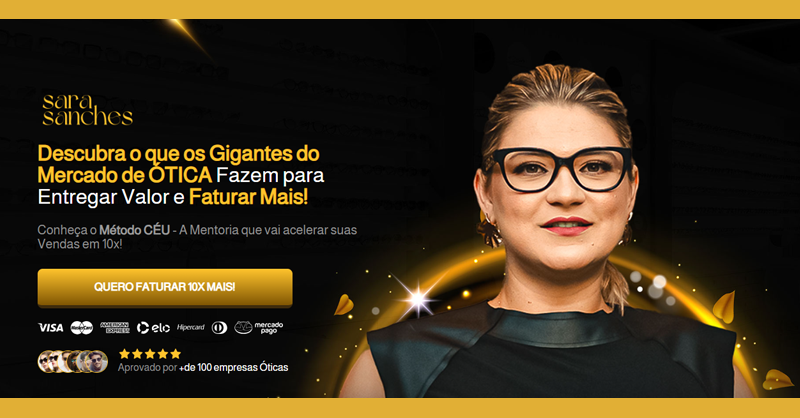 sara
sanches
Descubra o que os Gigantes do
Mercado de ÓTICA Fazem para
Entregar Valor e Faturar Mais!
Conheça o Método CÉU - A Mentoria que vai acelerar suas
Vendas em 10x!
QUERO FATURAR 10X MAIS!
VISA MasterCard AMERICAN EXPRESS elo Hipercard mercado pago
Aprovado por +de 100 empresas Óticas